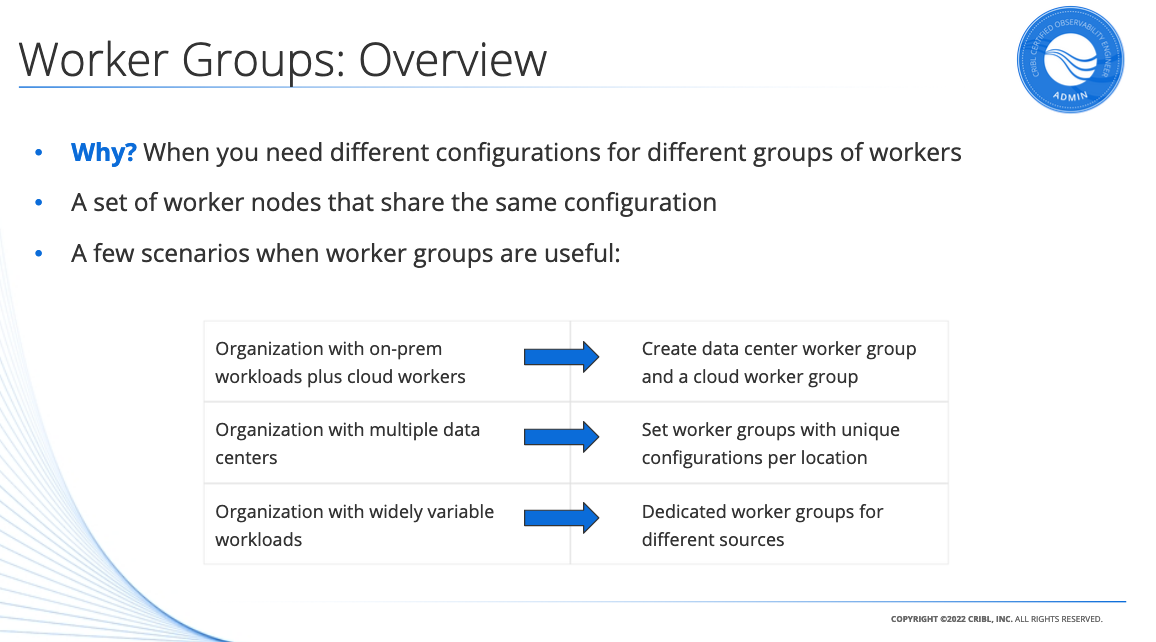 Worker Groups: Overview
CRIBL CERTIFIED OBSERVABILITY ENGINEER
ADMIN
• Why? When you need different configurations for different groups of workers
• A set of worker nodes that share the same configuration
• A few scenarios when worker groups are useful:
Organization with on-prem
workloads plus cloud workers
Create data center worker group
and a cloud worker group
Organization with multiple data
centers
Set worker groups with unique
configurations per location
Organization with widely variable
workloads
Dedicated worker groups for
different sources
COPYRIGHT ©2022 CRIBL, INC. ALL RIGHTS RESERVED.